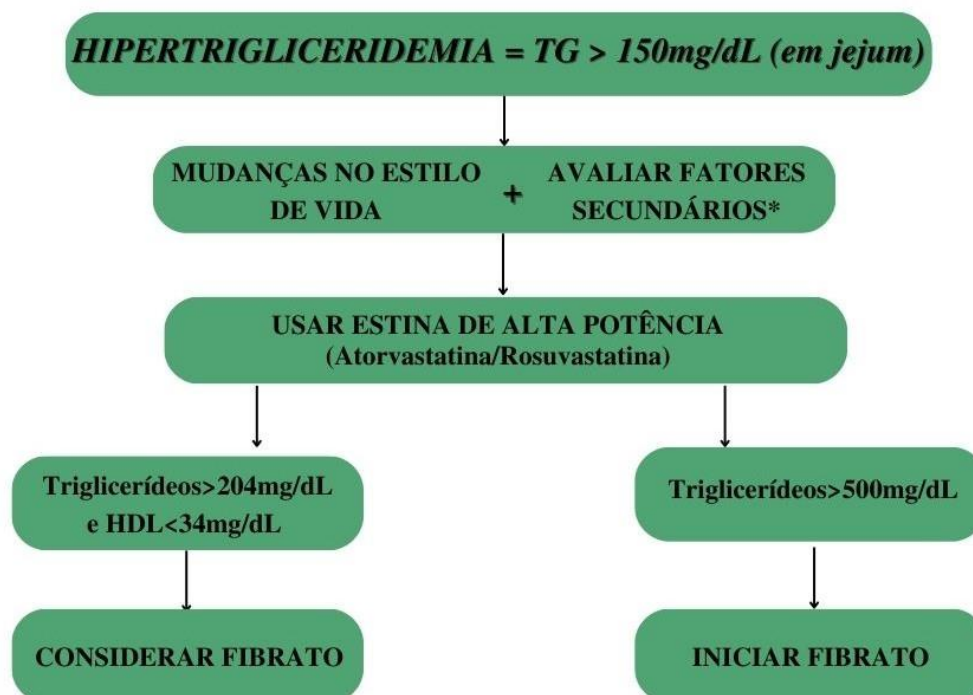 HIPERTRIGLICERIDEMIA = TG > 150mg/dL (em jejum)
MUDANÇAS NO ESTILO
DE VIDA
+
AVALIAR FATORES
SECUNDÁRIOS*
USAR ESTINA DE ALTA POTÊNCIA
(Atorvastatina/Rosuvastatina)
Triglicerídeos>204mg/dL
e HDL<34mg/dL
Triglicerídeos>500mg/dL
CONSIDERAR FIBRATO
INICIAR FIBRATO